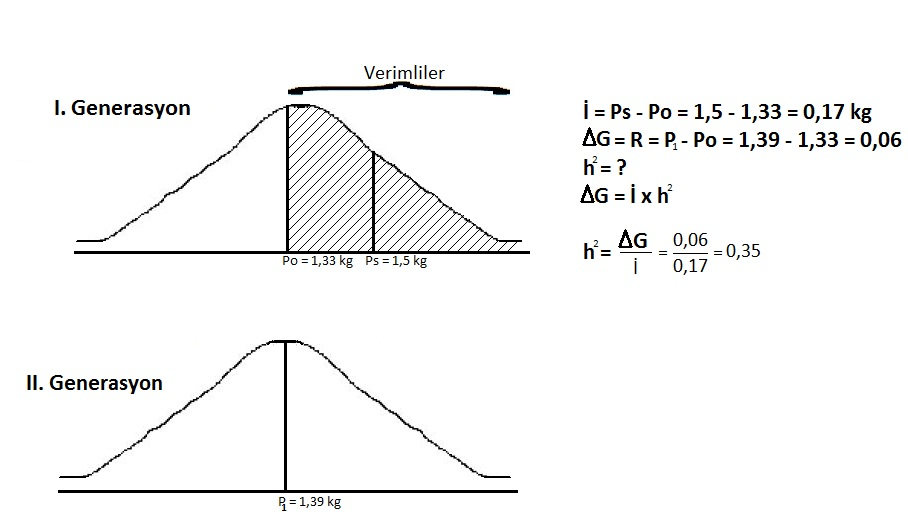 Verimliler
I. Generasyon
Po = 1,33 kg Ps = 1,5 kg
İ = Ps - Po = 1,5 - 1,33 = 0,17 kg
ΔG = R = P₁ - Po = 1,39 - 1,33 = 0,06
h² = ?
ΔG = İ x h²
h² = ΔG / İ = 0,06 / 0,17 = 0,35
II. Generasyon
P₁ = 1,39 kg